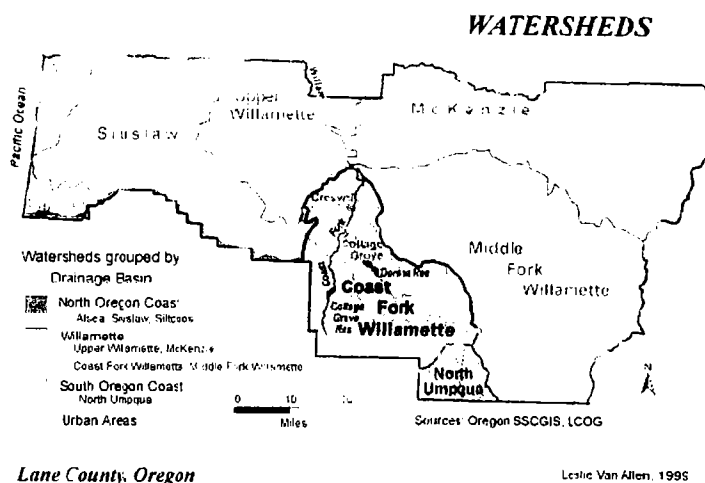 WATERSHEDS
Pacific Ocean
Siuslaw
Upper
Willamette
McKenzie
Creswell
Cottage
Grove
Dorena Res
Coast
Fork
Willamette
Cottage
Grove
Res
Middle
Fork
Willamette
North
Umpqua
Watersheds grouped by
Drainage Basin
North Oregon Coast
Alsea, Siuslaw, Siltcoos
Willamette
Upper Willamette, McKenzie
Coast Fork Willamette, Middle Fork Willamette
South Oregon Coast
North Umpqua
Urban Areas
0 10
Miles
N
Sources: Oregon SSCGIS, LCOG
Lane County, Oregon
Leslie Van Allen, 1999